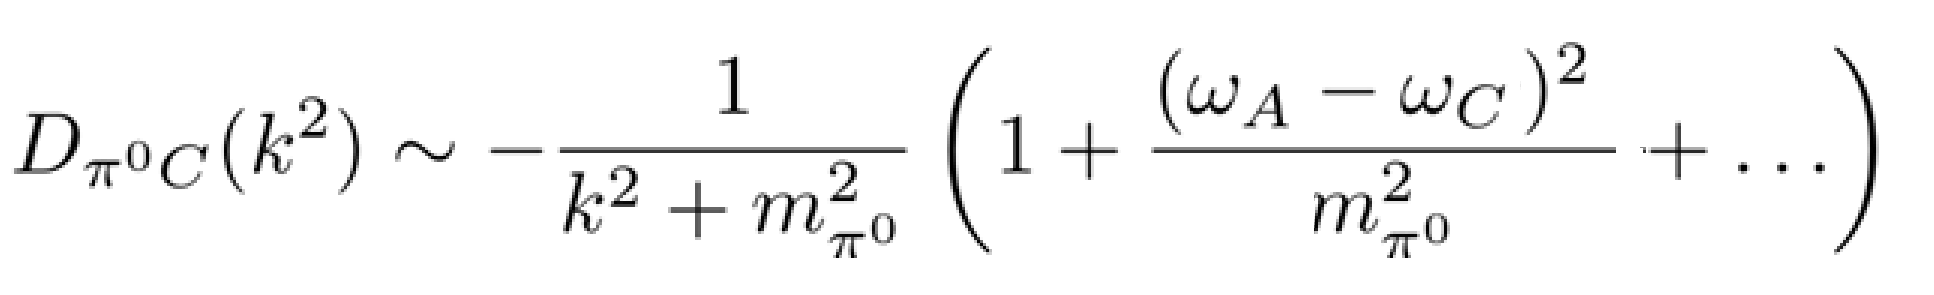 D_{\pi^0 C}(k^2) \sim -\frac{1}{k^2 + m_{\pi^0}^2} \left( 1 + \frac{(\omega_A - \omega_C)^2}{m_{\pi^0}^2} + \dots \right)